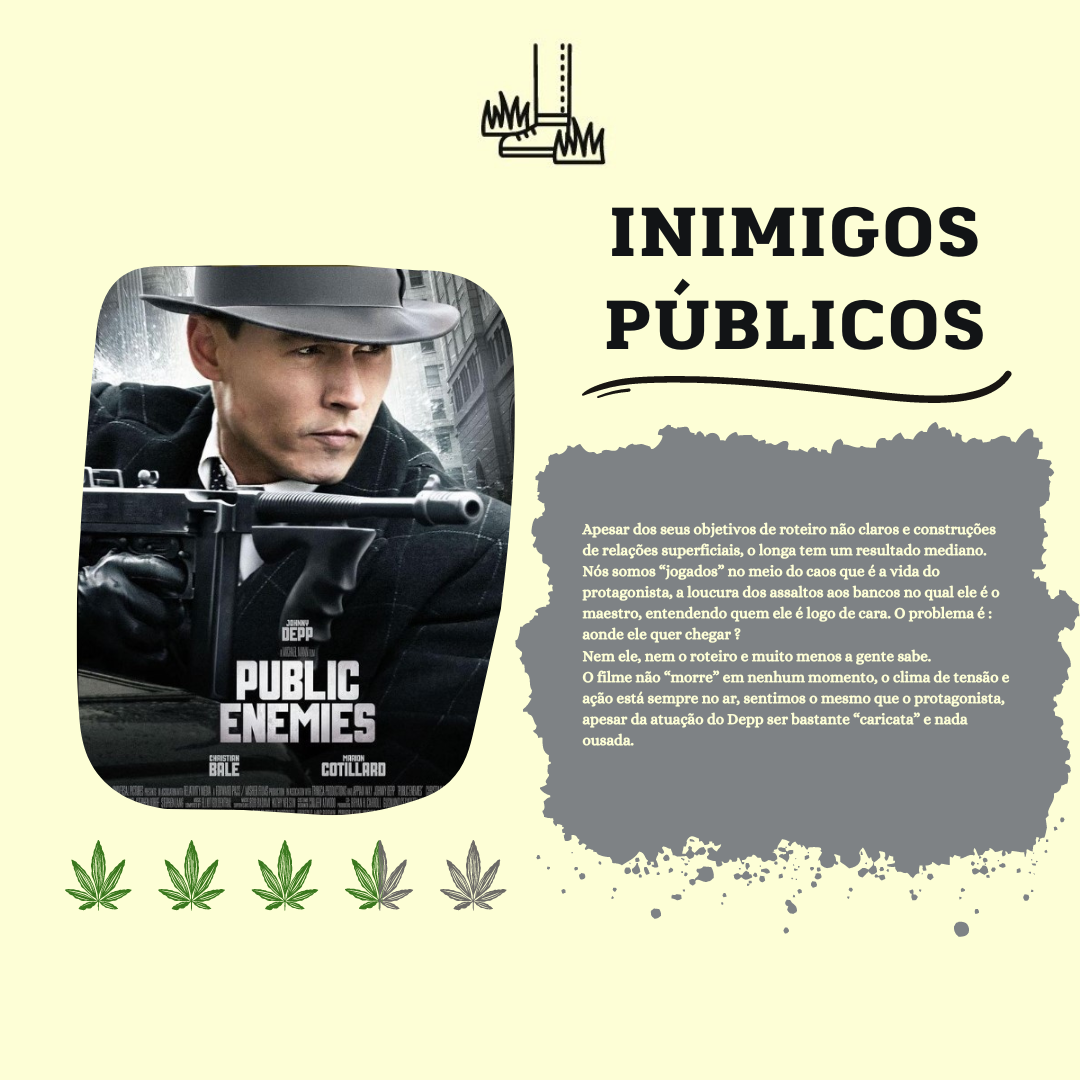 INIMIGOS
PÚBLICOS
Apesar dos seus objetivos de roteiro não claros e construções
de relações superficiais, o longa tem um resultado mediano.
Nós somos “jogados” no meio do caos que é a vida do
protagonista, a loucura dos assaltos aos bancos no qual ele é o
maestro, entendendo quem ele é logo de cara. O problema é :
aonde ele quer chegar ?
Nem ele, nem o roteiro e muito menos a gente sabe.
O filme não “morre” em nenhum momento, o clima de tensão e
ação está sempre no ar, sentimos o mesmo que o protagonista,
apesar da atuação do Depp ser bastante “caricata” e nada
ousada.
JOHNNY
DEPP
PUBLIC
ENEMIES
CHRISTIAN
BALE
MARION
COTILLARD